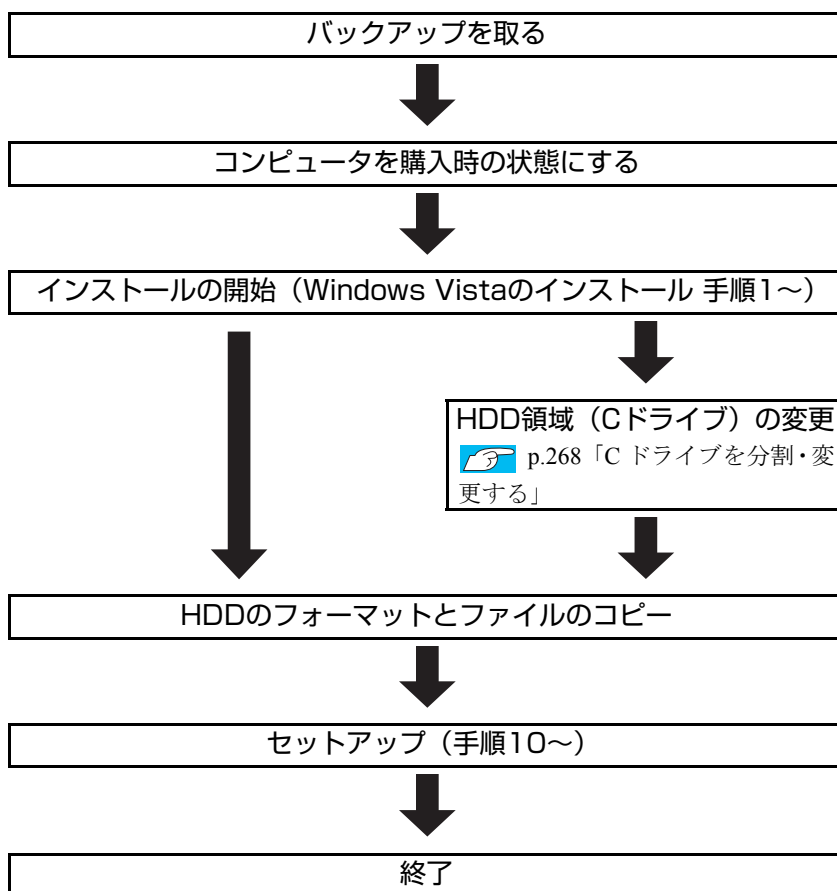 バックアップを取る
コンピュータを購入時の状態にする
インストールの開始（Windows Vistaのインストール 手順1～）
HDD領域（Cドライブ）の変更
p.268「C ドライブを分割・変
更する」
HDDのフォーマットとファイルのコピー
セットアップ（手順10～）
終了